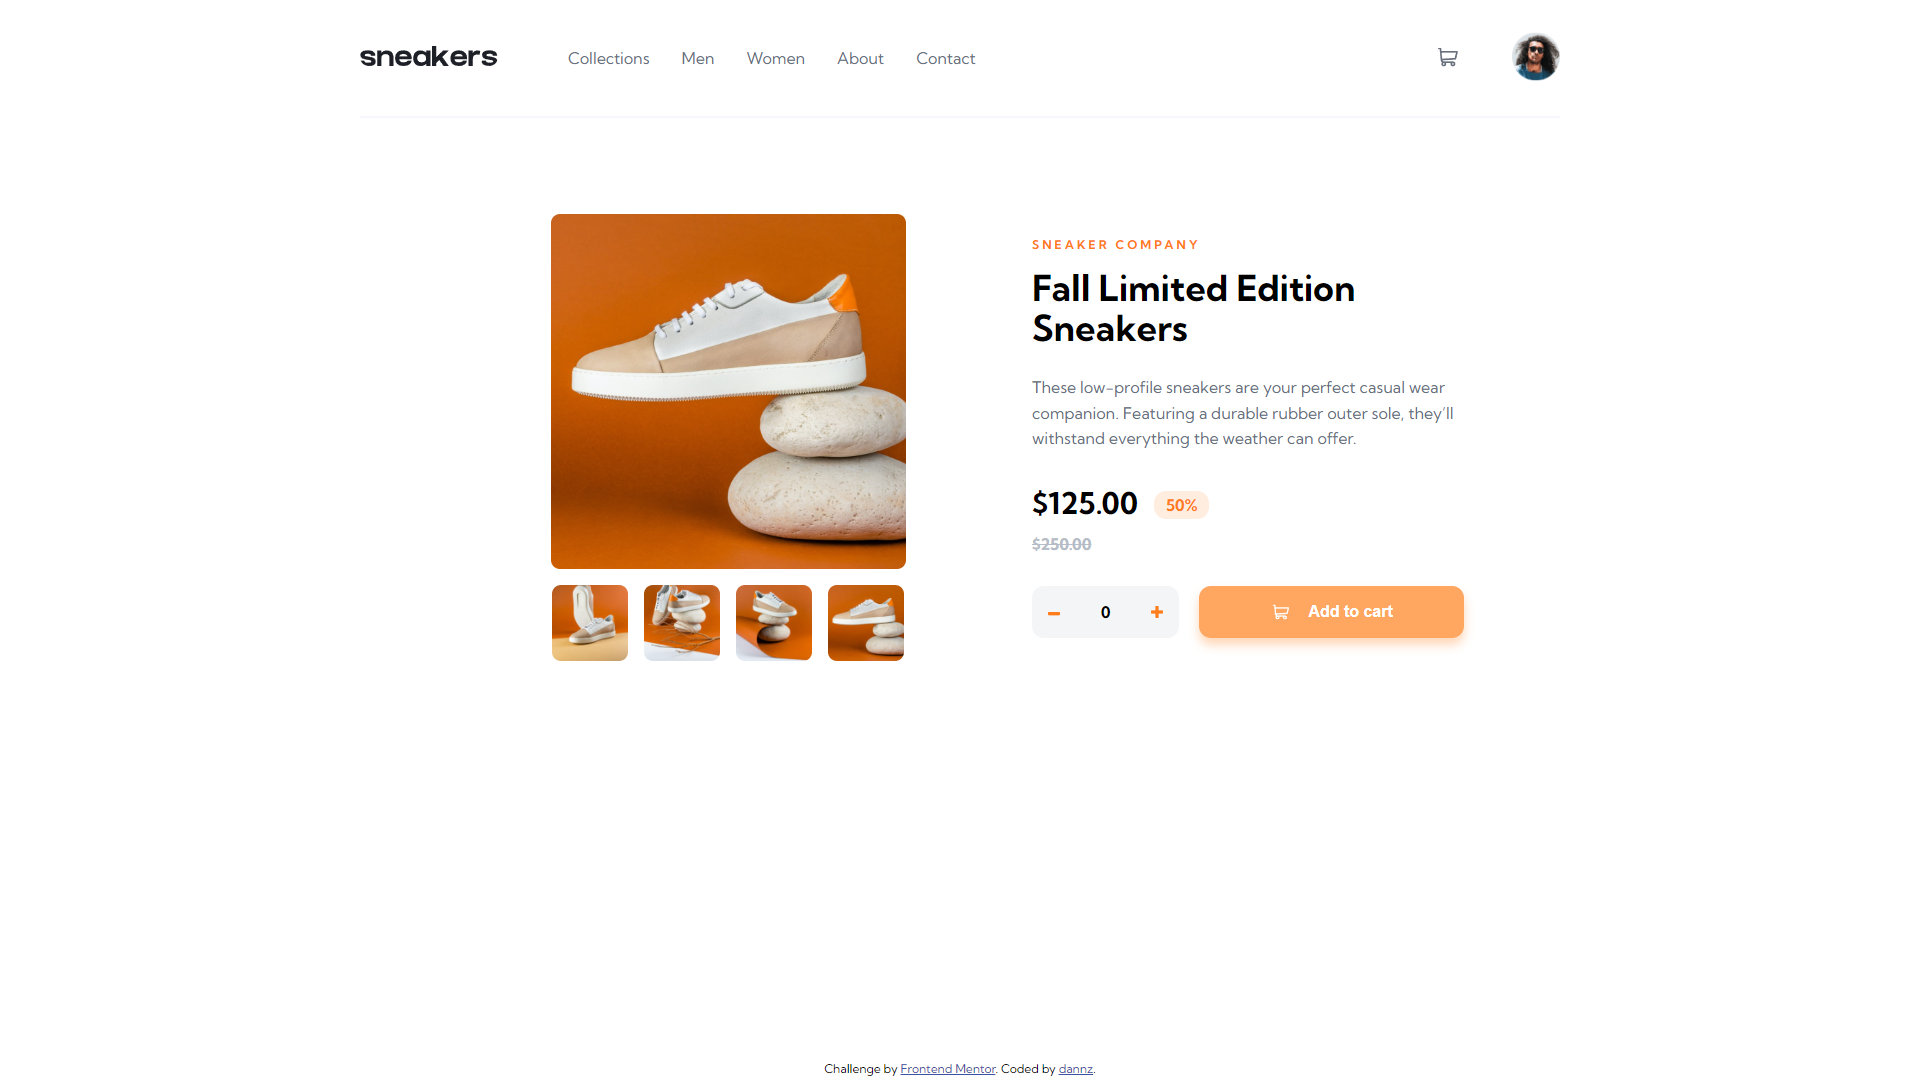 sneakers
Collections Men Women About Contact
SNEAKER COMPANY
Fall Limited Edition
Sneakers
These low-profile sneakers are your perfect casual wear
companion. Featuring a durable rubber outer sole, they’ll
withstand everything the weather can offer.
$125.00 50%
$250.00
0 Add to cart
Challenge by Frontend Mentor. Coded by dannz.